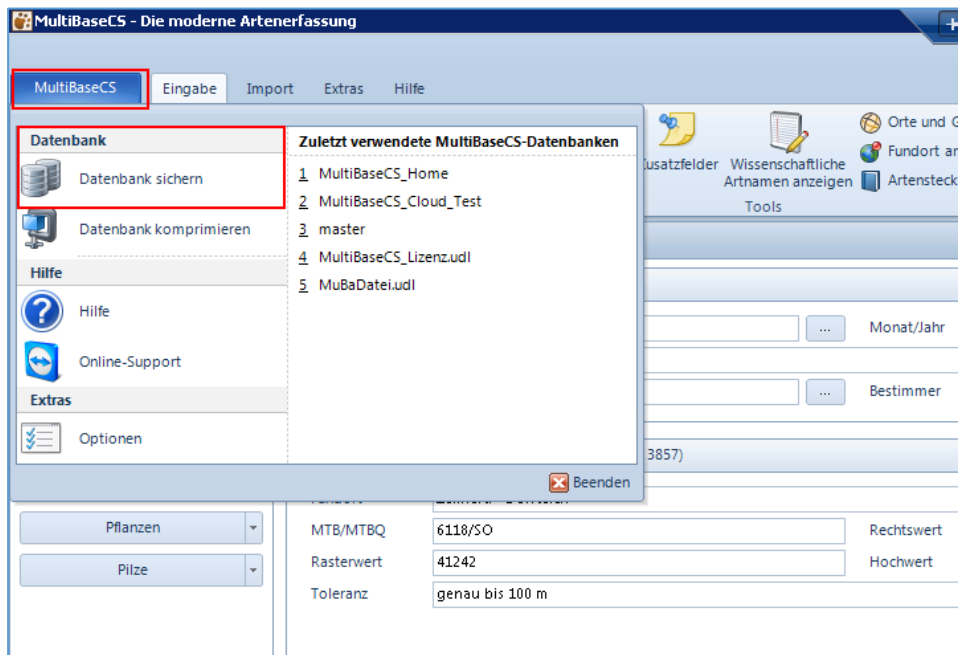 MultiBaseCS - Die moderne Artenerfassung
MultiBaseCS Eingabe Import Extras Hilfe
Datenbank
Datenbank sichern
Datenbank komprimieren
Hilfe
Hilfe
Online-Support
Extras
Optionen
Zuletzt verwendete MultiBaseCS-Datenbanken
1 MultiBaseCS_Home
2 MultiBaseCS_Cloud_Test
3 master
4 MultiBaseCS_Lizenz.udl
5 MuBaDatei.udl
Beenden
usatzfelder
Wissenschaftliche
Artnamen anzeigen
Orte und G
Fundort ar
Artensteck
Tools
... Monat/Jahr
... Bestimmer
3857)
Pflanzen
Pilze
MTB/MTBQ 6118/SO Rechtswert
Rasterwert 41242 Hochwert
Toleranz genau bis 100 m